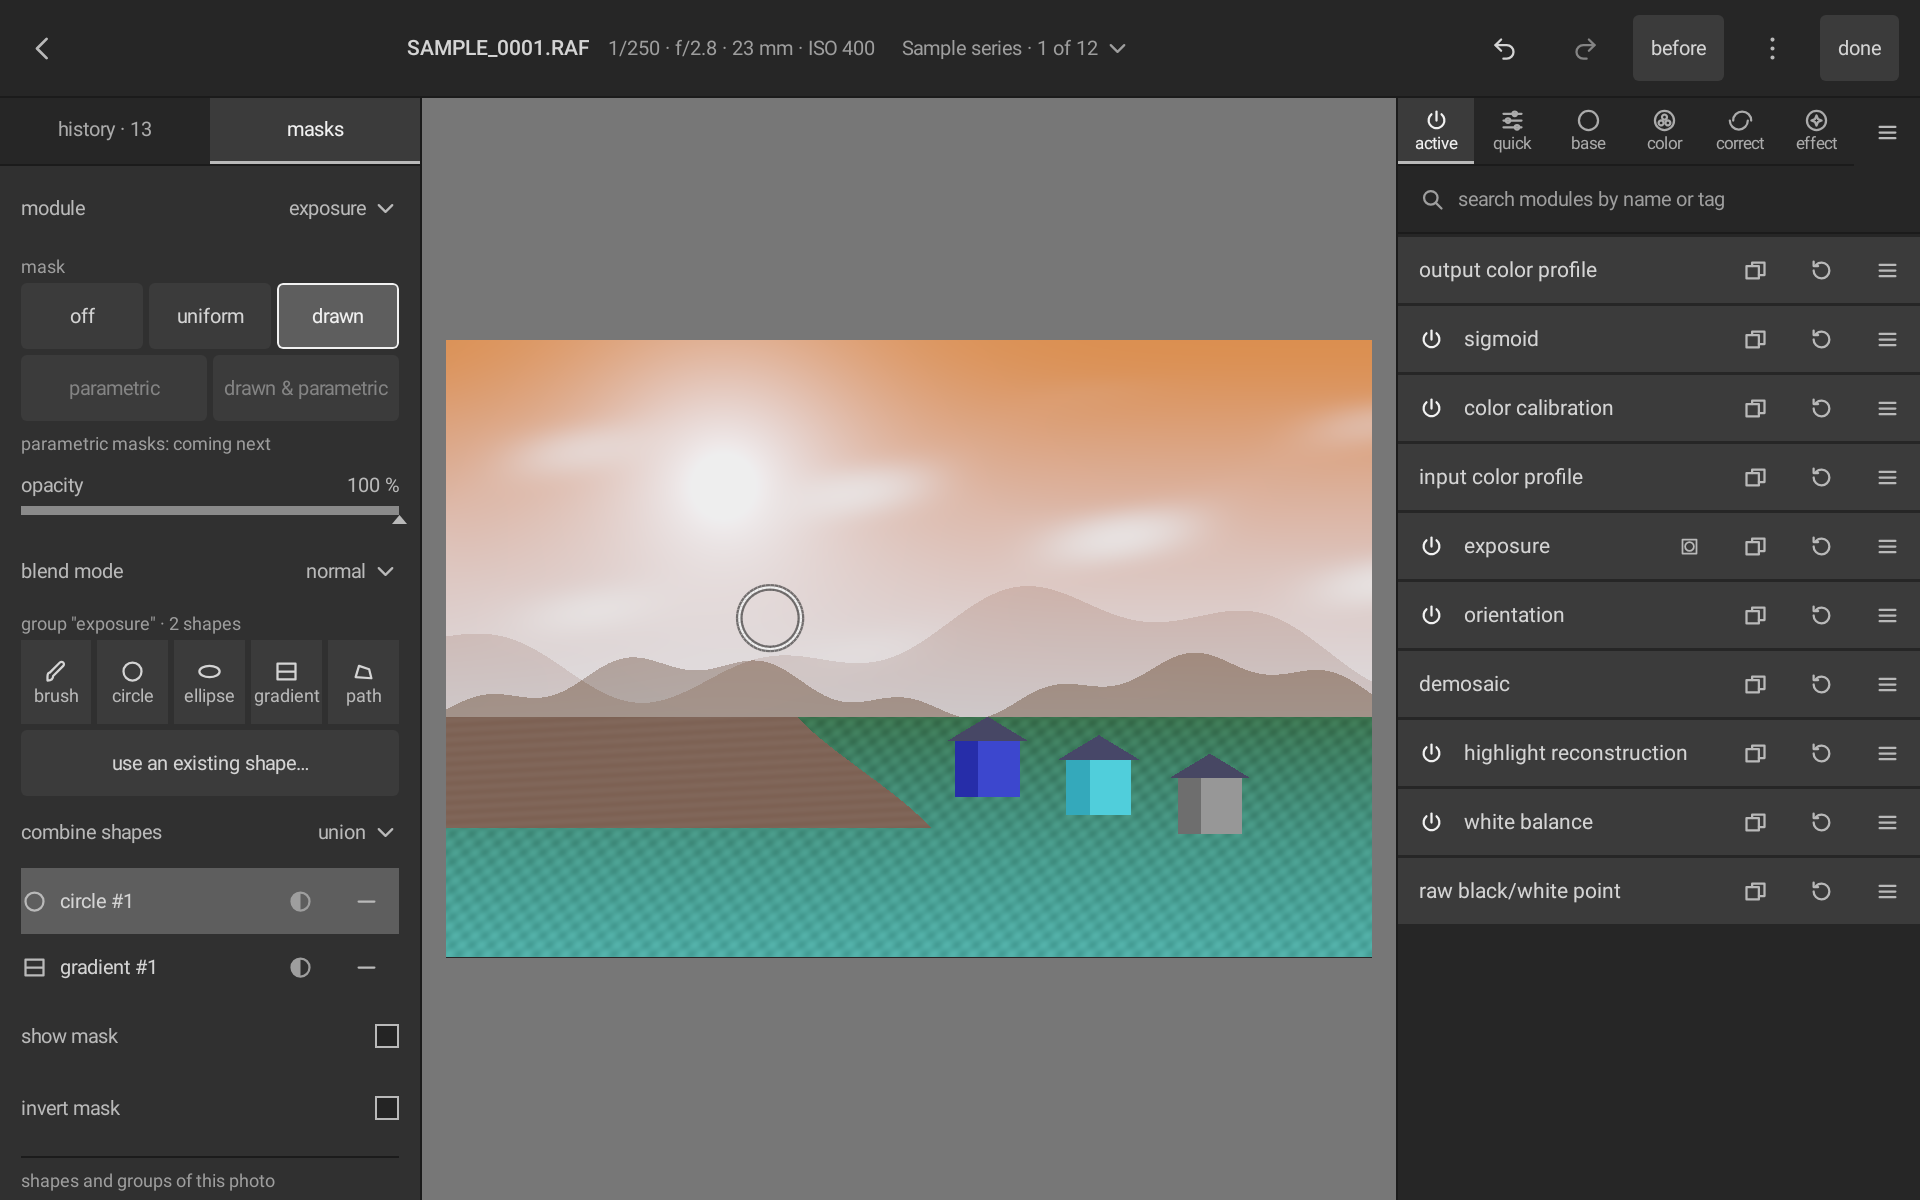 SAMPLE_0001.RAF 1/250 · f/2.8 · 23 mm · ISO 400 Sample series · 1 of 12
before
done
history · 13
masks
module
exposure
mask
off
uniform
drawn
parametric
drawn & parametric
parametric masks: coming next
opacity
100 %
blend mode
normal
group "exposure" · 2 shapes
brush
circle
ellipse
gradient
path
use an existing shape...
combine shapes
union
circle #1
gradient #1
show mask
invert mask
shapes and groups of this photo
active
quick
base
color
correct
effect
search modules by name or tag
output color profile
sigmoid
color calibration
input color profile
exposure
orientation
demosaic
highlight reconstruction
white balance
raw black/white point